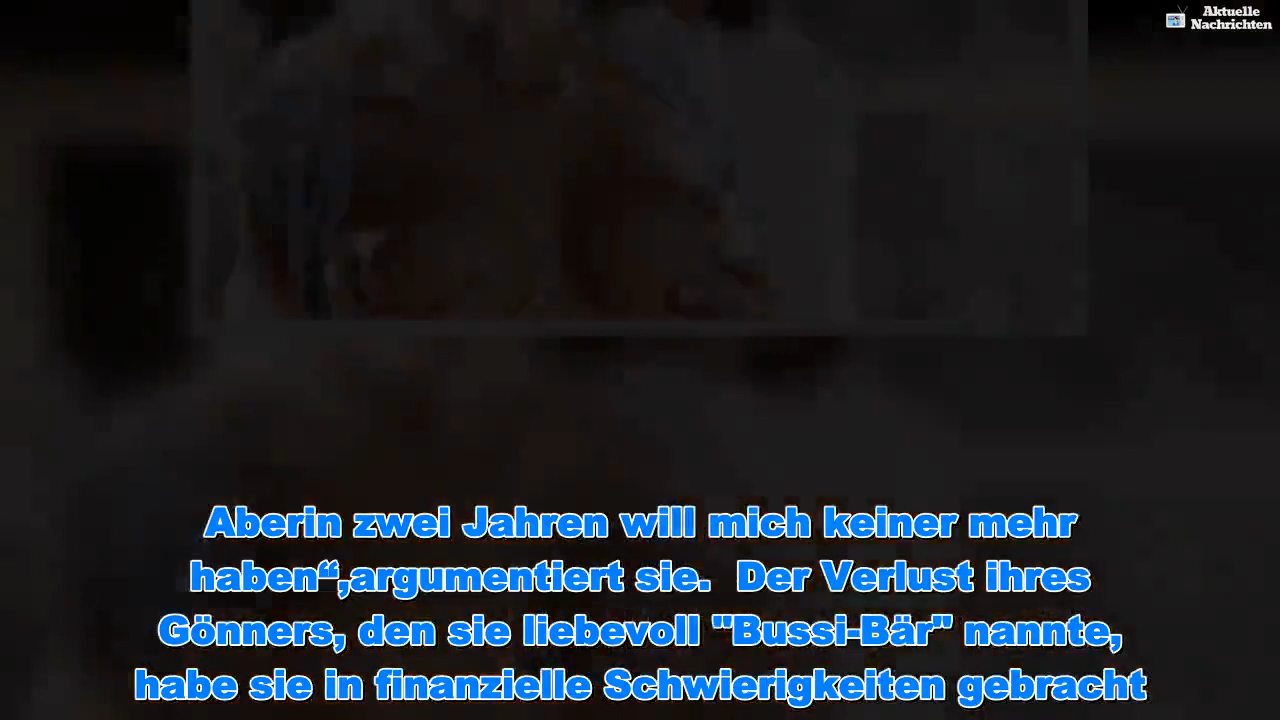 Aktuelle
Nachrichten
Aberin zwei Jahren will mich keiner mehr
haben“,argumentiert sie.  Der Verlust ihres
Gönners, den sie liebevoll "Bussi-Bär" nannte,
habe sie in finanzielle Schwierigkeiten gebracht